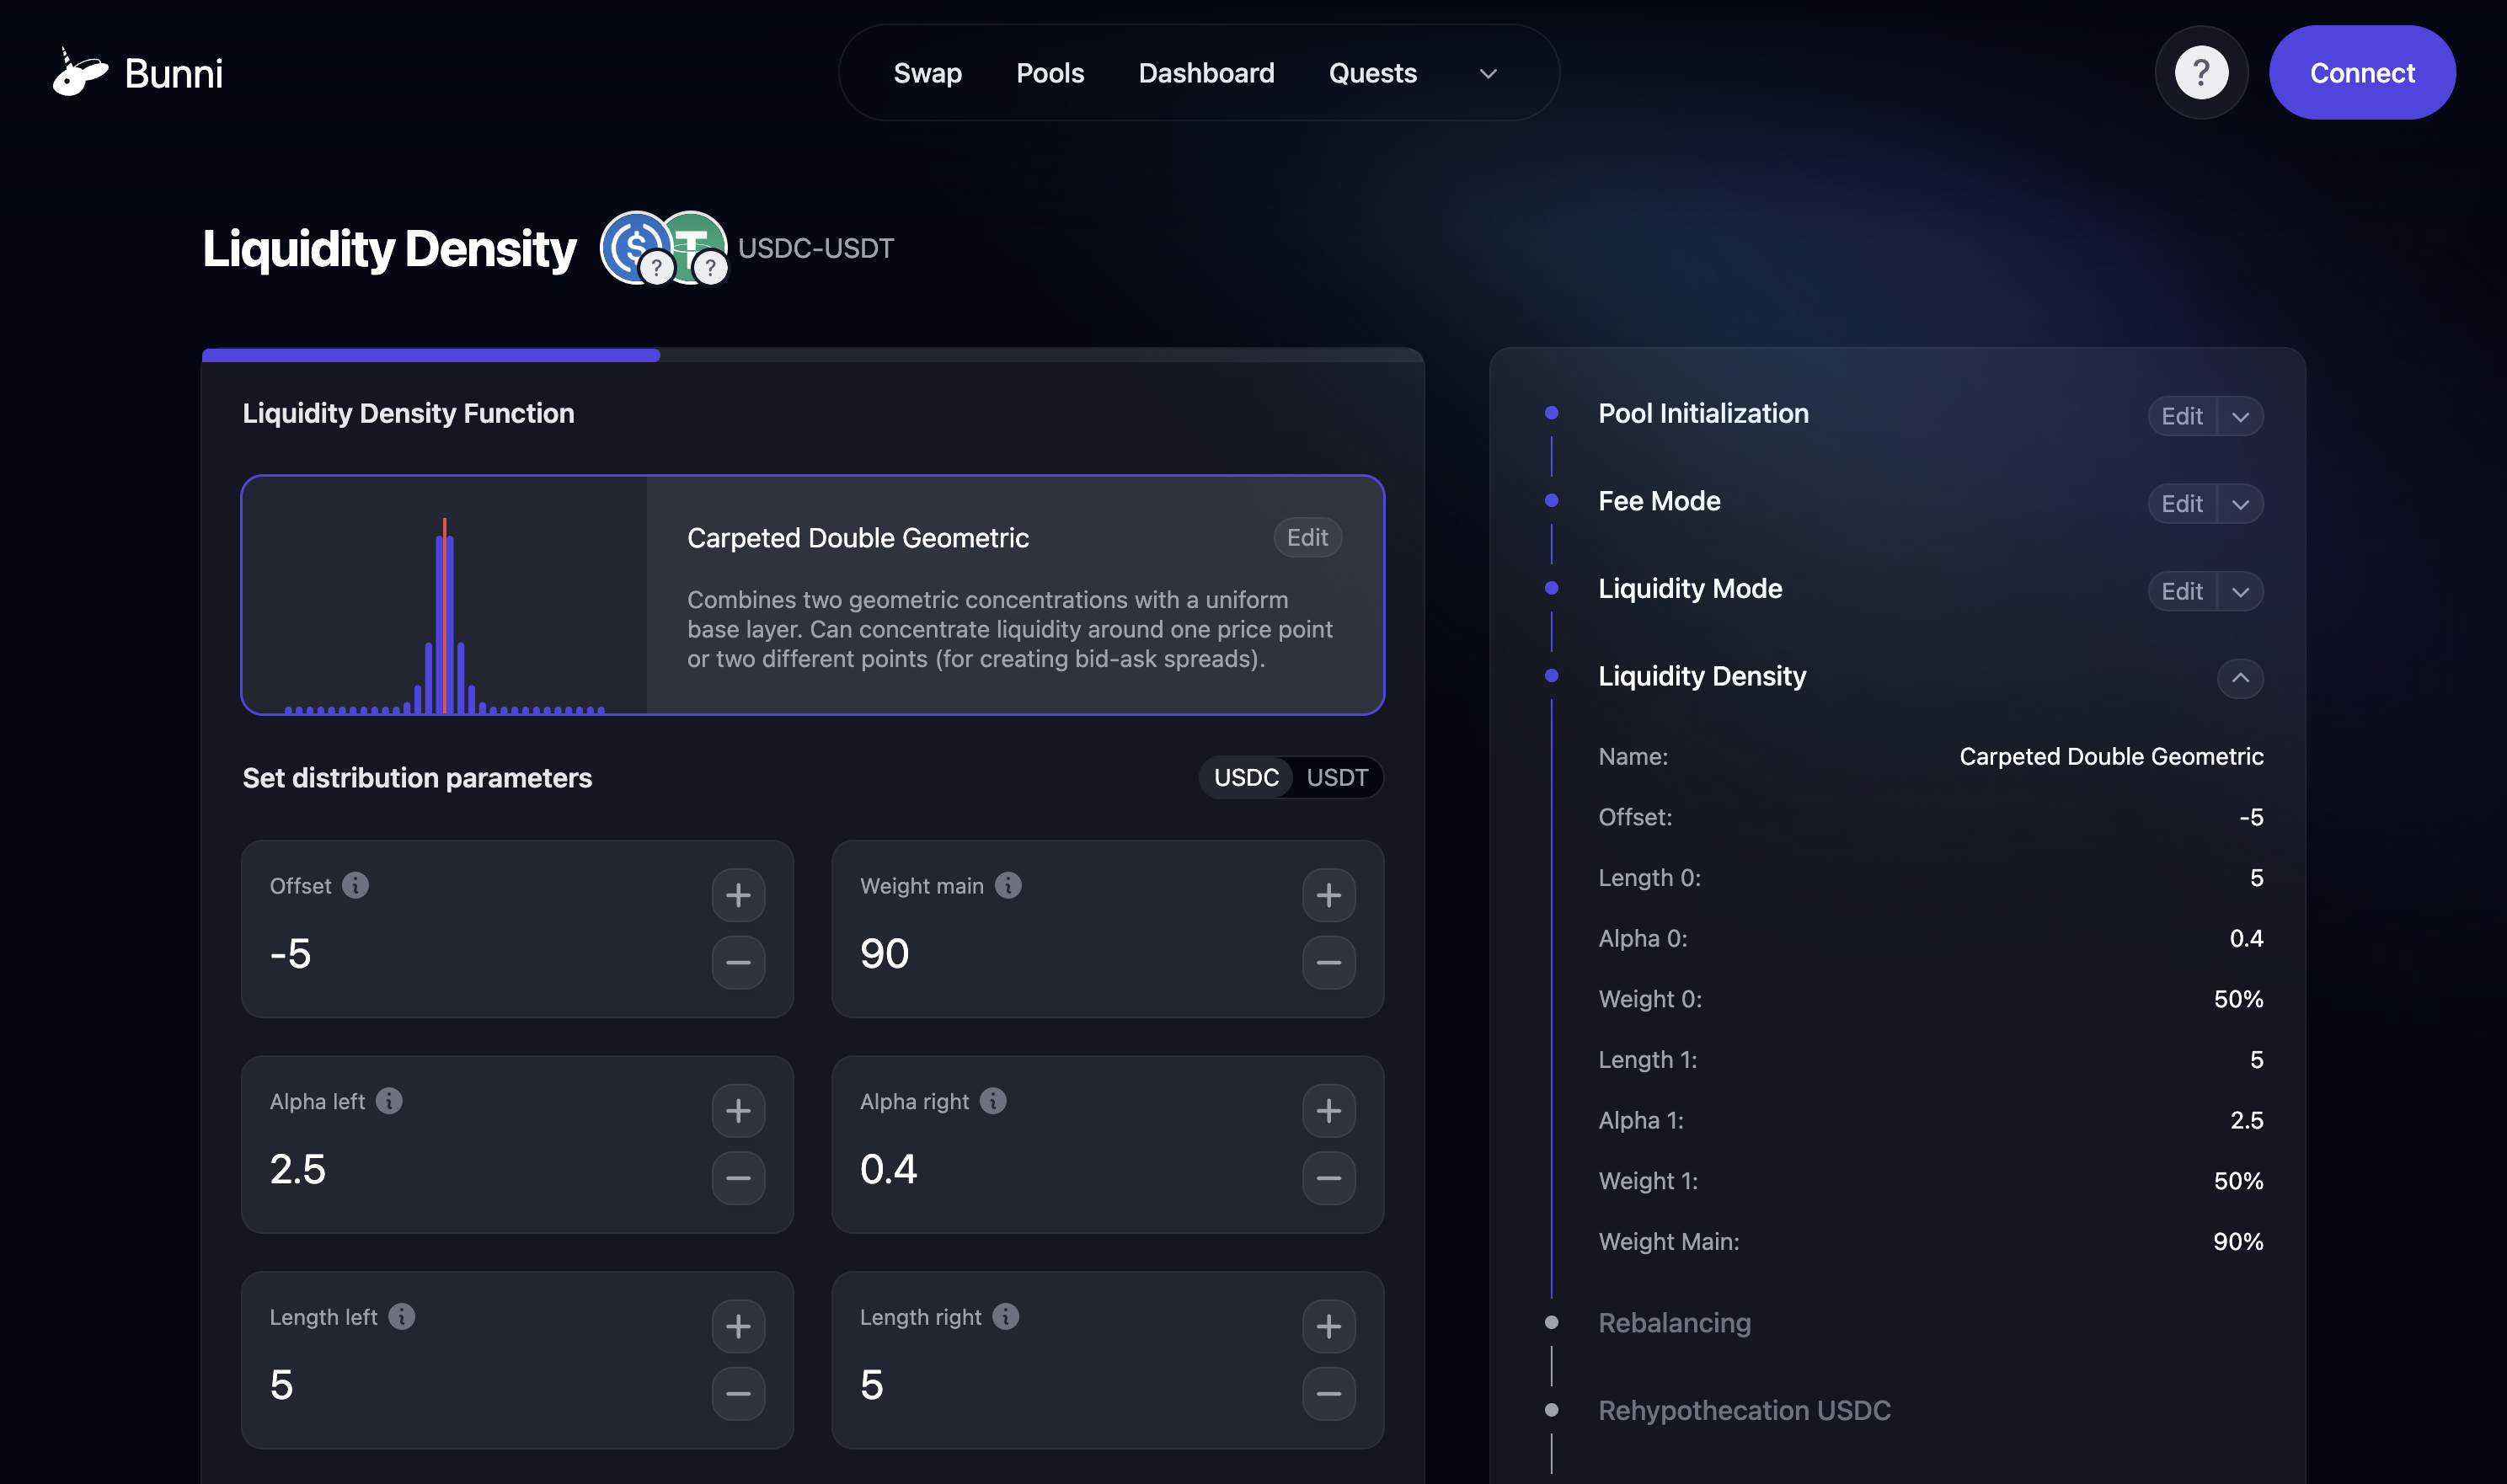 Bunni
Swap
Pools
Dashboard
Quests
?
Connect
Liquidity Density
? ?
USDC-USDT
Liquidity Density Function
Carpeted Double Geometric
Edit
Combines two geometric concentrations with a uniform
base layer. Can concentrate liquidity around one price point
or two different points (for creating bid-ask spreads).
Set distribution parameters
USDC
USDT
Offset
-5
Weight main
90
Alpha left
2.5
Alpha right
0.4
Length left
5
Length right
5
Pool Initialization
Edit
Fee Mode
Edit
Liquidity Mode
Edit
Liquidity Density
Name: Carpeted Double Geometric
Offset: -5
Length 0: 5
Alpha 0: 0.4
Weight 0: 50%
Length 1: 5
Alpha 1: 2.5
Weight 1: 50%
Weight Main: 90%
Rebalancing
Rehypothecation USDC